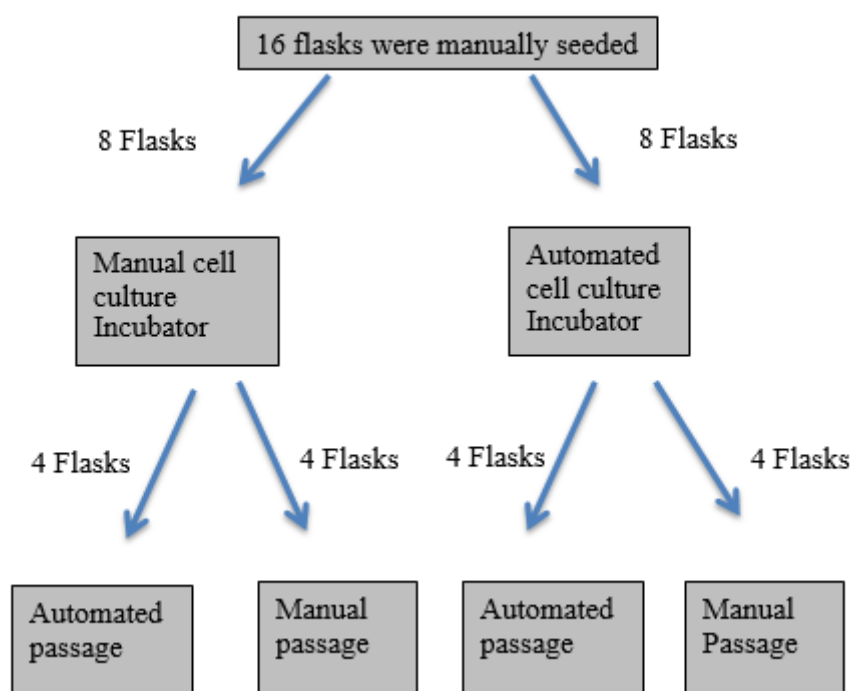 16 flasks were manually seeded
8 Flasks
8 Flasks
Manual cell
culture
Incubator
Automated
cell culture
Incubator
4 Flasks
4 Flasks
4 Flasks
4 Flasks
Automated
passage
Manual
passage
Automated
passage
Manual
Passage